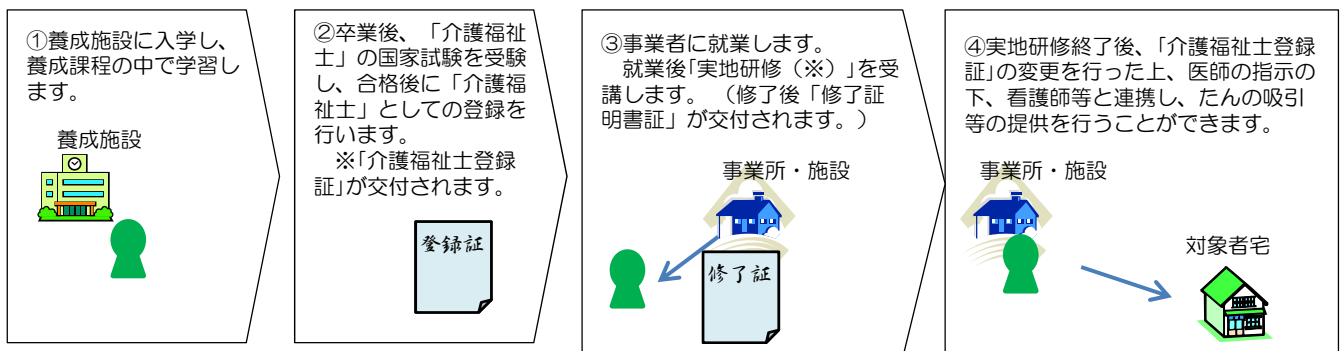 ①養成施設に入学し、
養成課程の中で学習し
ます。
養成施設
②卒業後、「介護福祉
士」の国家試験を受験
し、合格後に「介護福
祉士」としての登録を
行います。
※「介護福祉士登録
証」が交付されます。
登録証
③事業者に就業します。
就業後「実地研修（※）」を受
講します。（修了後「修了証
明書証」が交付されます。）
事業所・施設
修了証
④実地研修終了後、「介護福祉士登録
証」の変更を行った上、医師の指示の
下、看護師等と連携し、たんの吸引
等の提供を行うことができます。
事業所・施設
対象者宅